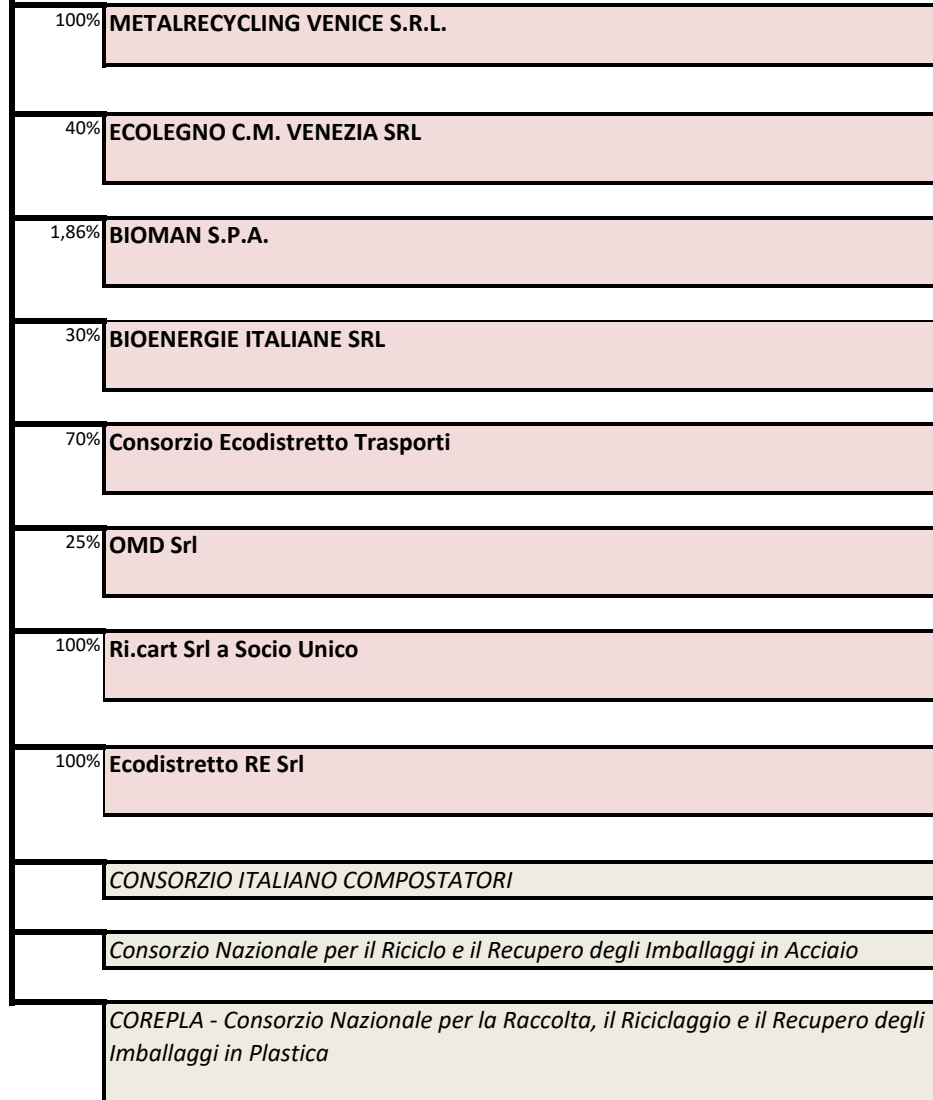 100% METALRECYCLING VENICE S.R.L.
40% ECOLEGNO C.M. VENEZIA SRL
1,86% BIOMAN S.P.A.
30% BIOENERGIE ITALIANE SRL
70% Consorzio Ecodistretto Trasporti
25% OMD Srl
100% Ri.cart Srl a Socio Unico
100% Ecodistretto RE Srl
CONSORZIO ITALIANO COMPOSTATORI
Consorzio Nazionale per il Riciclo e il Recupero degli Imballaggi in Acciaio
COREPLA - Consorzio Nazionale per la Raccolta, il Riciclaggio e il Recupero degli
Imballaggi in Plastica